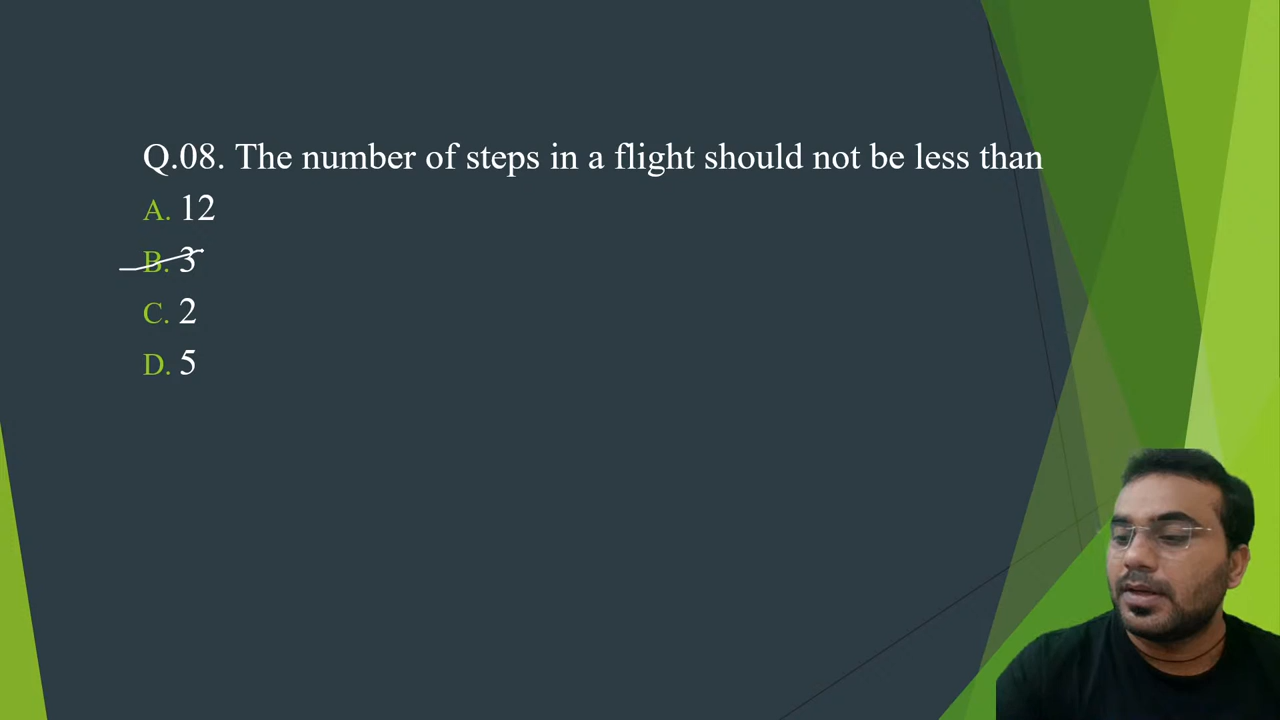 Q.08. The number of steps in a flight should not be less than
A. 12
B. 3
C. 2
D. 5